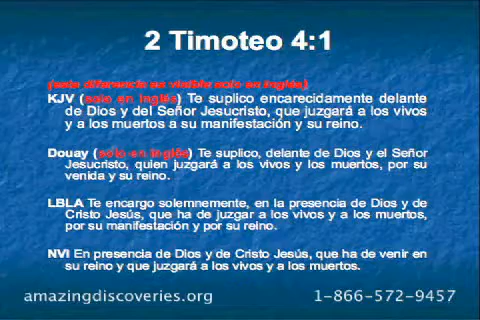 2 Timoteo 4:1
(esta diferencia es visible solo en inglés)
KJV (solo en inglés) Te suplico encarecidamente delante
de Dios y del Señor Jesucristo, que juzgará a los vivos
y a los muertos a su manifestación y su reino.
Douay (solo en inglés) Te suplico, delante de Dios y el Señor
Jesucristo, quien juzgará a los vivos y los muertos, por su
venida y su reino.
LBLA Te encargo solemnemente, en la presencia de Dios y de
Cristo Jesús, que ha de juzgar a los vivos y a los muertos,
por su manifestación y por su reino.
NVI En presencia de Dios y de Cristo Jesús, que ha de venir en
su reino y que juzgará a los vivos y a los muertos.
amazingdiscoveries.org 1-866-572-9457